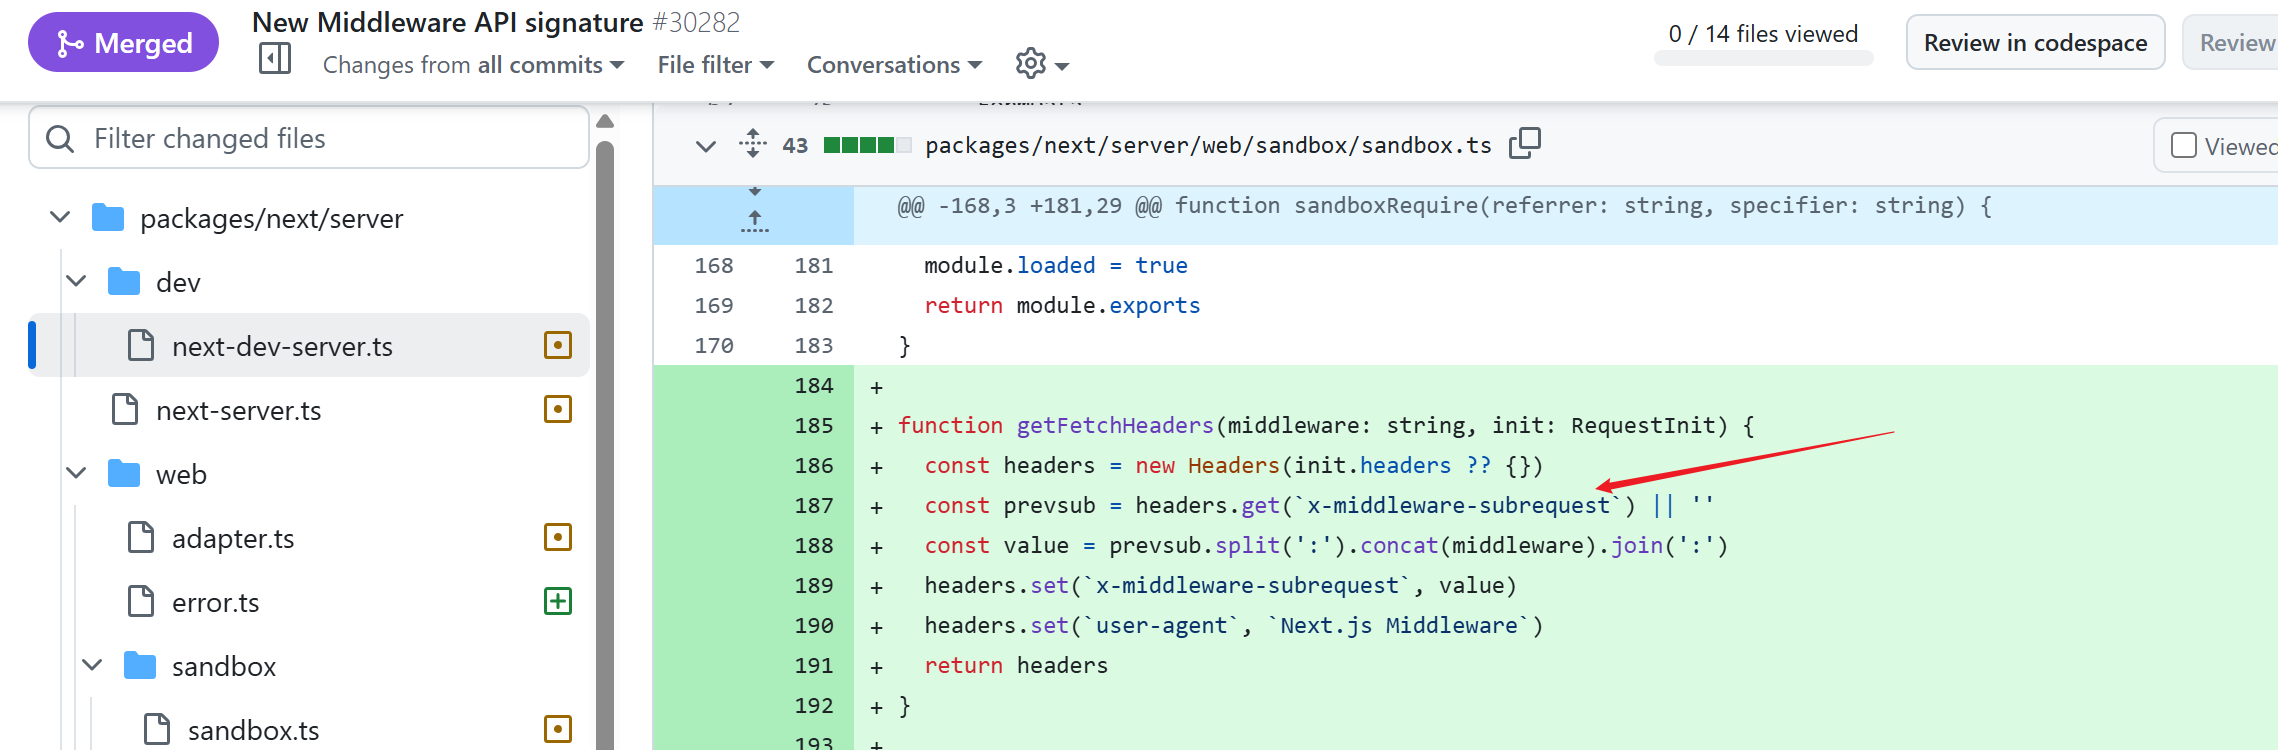 Merged
New Middleware API signature #30282
0 / 14 files viewed
Review in codespace
Review
Changes from all commits
File filter
Conversations
Filter changed files
packages/next/server
dev
next-dev-server.ts
next-server.ts
web
adapter.ts
error.ts
sandbox
sandbox.ts
43 packages/next/server/web/sandbox/sandbox.ts
Viewed
@@ -168,3 +181,29 @@ function sandboxRequire(referrer: string, specifier: string) {
168 181 module.loaded = true
169 182 return module.exports
170 183 }
184 +
185 + function getFetchHeaders(middleware: string, init: RequestInit) {
186 + const headers = new Headers(init.headers ?? {})
187 + const prevsub = headers.get(`x-middleware-subrequest`) || ''
188 + const value = prevsub.split(':').concat(middleware).join(':')
189 + headers.set(`x-middleware-subrequest`, value)
190 + headers.set(`user-agent`, `Next.js Middleware`)
191 + return headers
192 + }
193 +